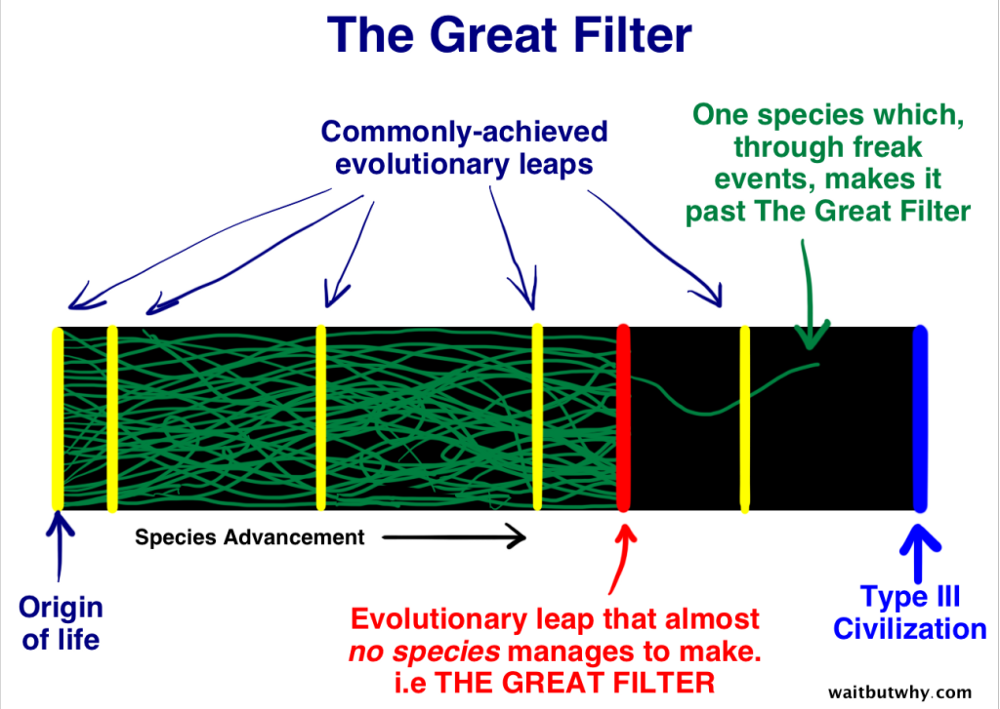 The Great Filter
Commonly-achieved
evolutionary leaps
One species which,
through freak
events, makes it
past The Great Filter
Species Advancement
Origin
of life
Evolutionary leap that almost
no species manages to make.
i.e THE GREAT FILTER
Type III
Civilization
waitbutwhy.com